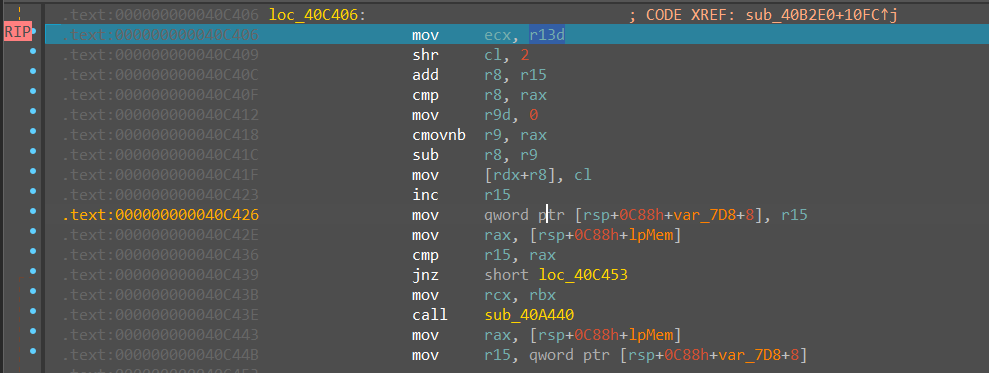 .text:000000000040C406 loc_40C406: ; CODE XREF: sub_40B2E0+10FC↑j
RIP .text:000000000040C406 mov ecx, r13d
.text:000000000040C409 shr cl, 2
.text:000000000040C40C add r8, r15
.text:000000000040C40F cmp r8, rax
.text:000000000040C412 mov r9d, 0
.text:000000000040C418 cmovnb r9, rax
.text:000000000040C41C sub r8, r9
.text:000000000040C41F mov [rdx+r8], cl
.text:000000000040C423 inc r15
.text:000000000040C426 mov qword ptr [rsp+0C88h+var_7D8+8], r15
.text:000000000040C42E mov rax, [rsp+0C88h+lpMem]
.text:000000000040C436 cmp r15, rax
.text:000000000040C439 jnz short loc_40C453
.text:000000000040C43B mov rcx, rbx
.text:000000000040C43E call sub_40A440
.text:000000000040C443 mov rax, [rsp+0C88h+lpMem]
.text:000000000040C44B mov r15, qword ptr [rsp+0C88h+var_7D8+8]